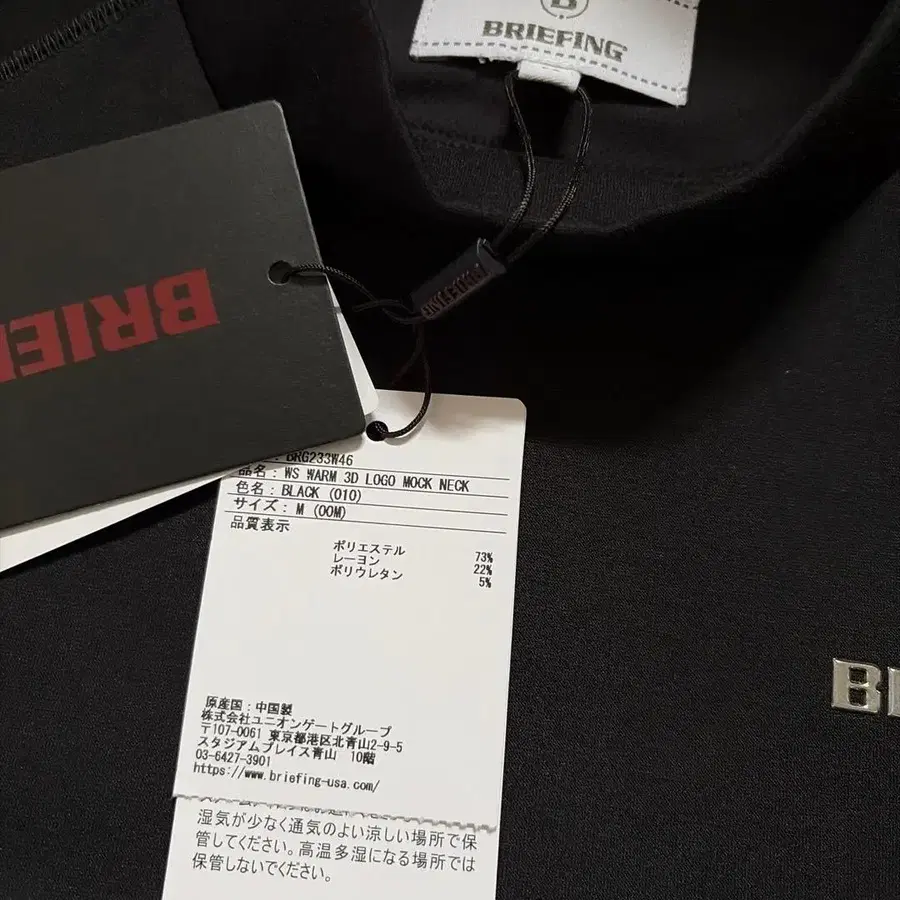 B
BRIEFING
BRIEFING
BRIEF
BRG233W46
品名: WS WARM 3D LOGO MOCK NECK
色名: BLACK (010)
サイズ: M (00M)
品質表示
ポリエステル 73%
レーヨン 22%
ポリウレタン 5%
原産国:中国製
株式会社ユニオンゲートグループ
〒107-0061 東京都港区北青山2-9-5
スタジアムプレイス青山 10階
03-6427-3901
https://www.briefing-usa.com/
湿気が少なく通気のよい涼しい場所で保
管してください。高温多湿になる場所では
保管しないでください。
B